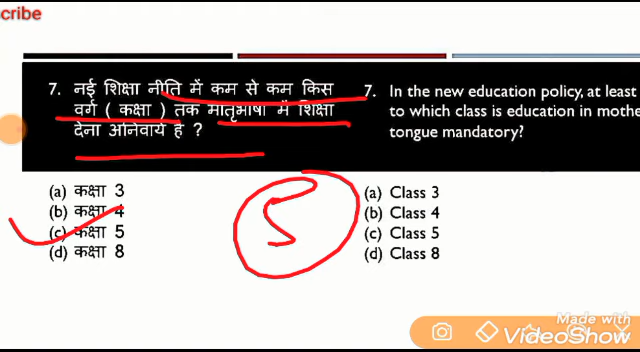 cribe
7. नई शिक्षा नीति में कम से कम किस
वर्ग ( कक्षा ) तक मातृभाषा में शिक्षा
देना अनिवार्य है ?
7. In the new education policy, at least
to which class is education in mothe
tongue mandatory?
(a) कक्षा 3
(b) कक्षा 4
(c) कक्षा 5
(d) कक्षा 8
5
(a) Class 3
(b) Class 4
(c) Class 5
(d) Class 8
Made with
VideoShow